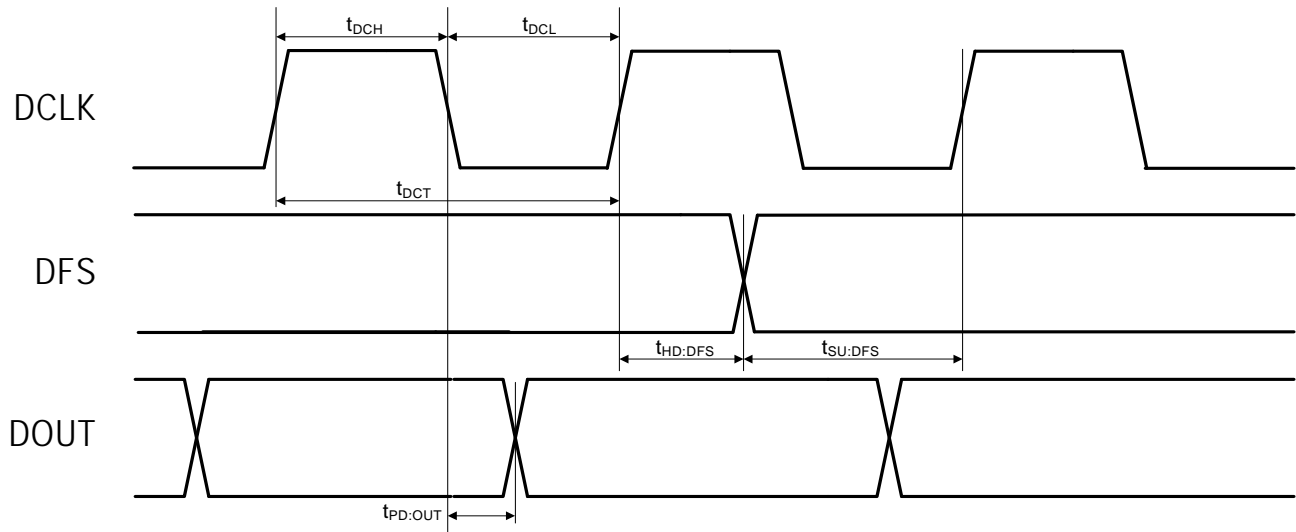 tDCH
tDCL
DCLK
tDCT
DFS
tHD:DFS
tSU:DFS
DOUT
tPD:OUT